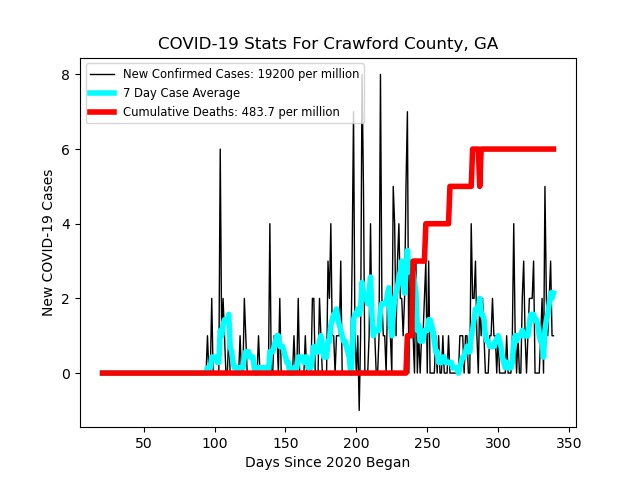 COVID-19 Stats For Crawford County, GA
New Confirmed Cases: 19200 per million
7 Day Case Average
Cumulative Deaths: 483.7 per million
New COVID-19 Cases
8
6
4
2
0
50 100 150 200 250 300 350
Days Since 2020 Began